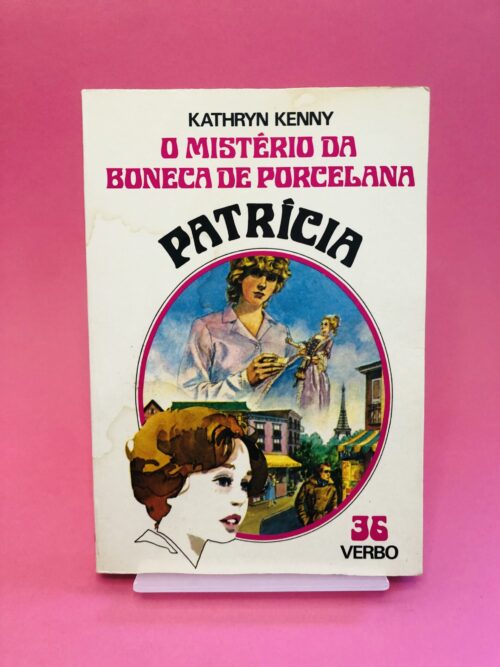 KATHRYN KENNY
O MISTÉRIO DA
BONECA DE PORCELANA
PATRÍCIA
36
VERBO